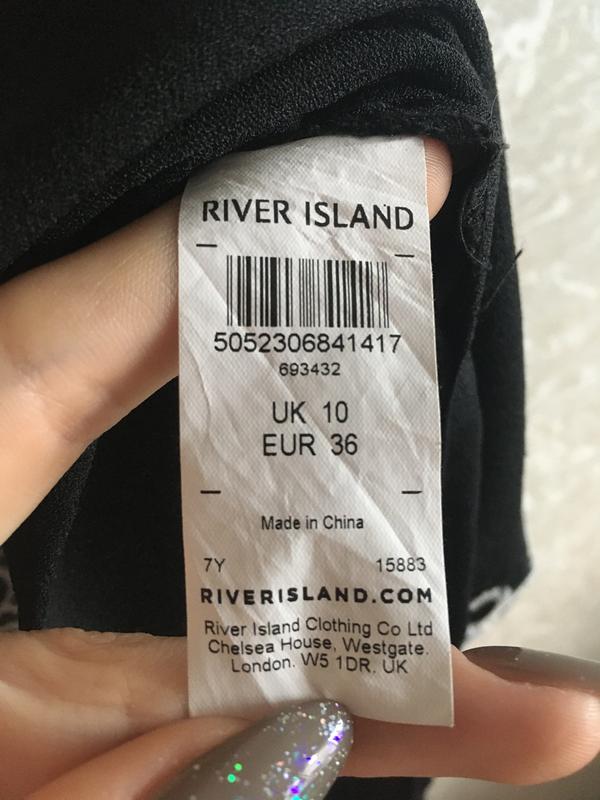 RIVER ISLAND
5052306841417
693432
UK 10
EUR 36
Made in China
7Y 15883
RIVERISLAND.COM
River Island Clothing Co Ltd
Chelsea House, Westgate.
London. W5 1DR. UK